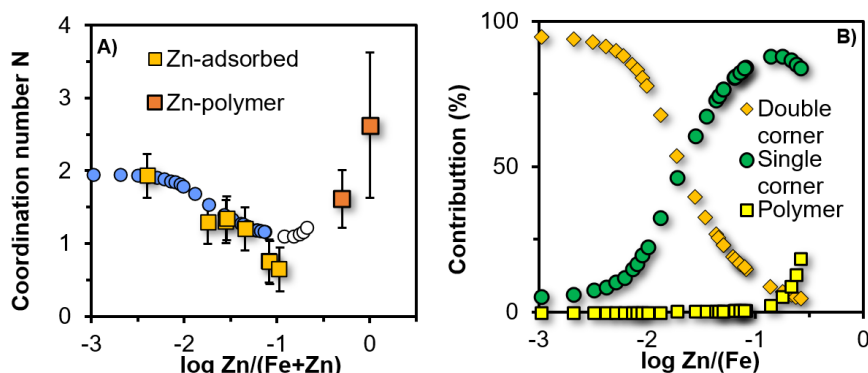 A)
Coordination number N
4
3
2
1
0
Zn-adsorbed
Zn-polymer
-3
-2
-1
0
log Zn/(Fe+Zn)
B)
Contributtion (%)
100
50
0
Double
corner
Single
corner
Polymer
-3
-2
-1
0
log Zn/(Fe)